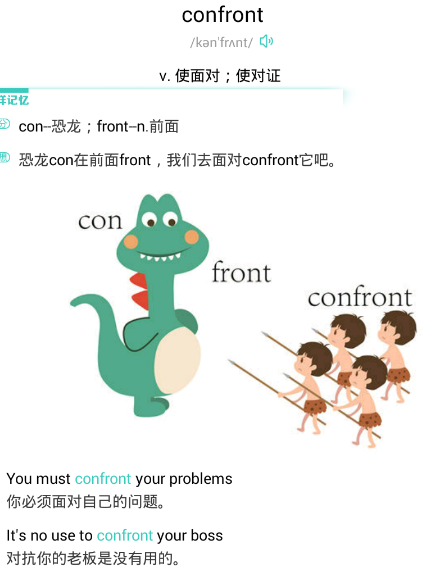 confront
/kən'frʌnt/
v. 使面对；使对证
样记忆
con--恐龙；front--n.前面
恐龙con在前面front，我们去面对confront它吧。
con
front
confront
You must confront your problems
你必须面对自己的问题。
It's no use to confront your boss
对抗你的老板是没有用的。